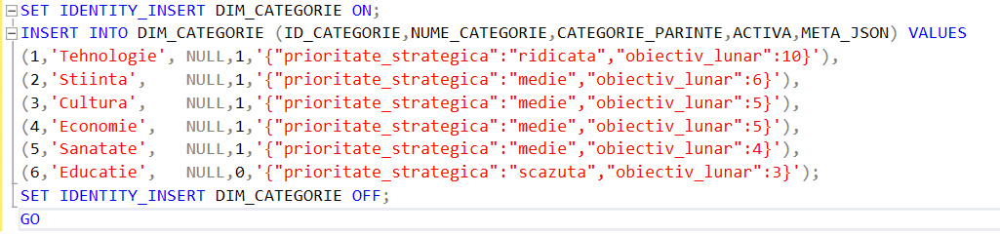 SET IDENTITY_INSERT DIM_CATEGORIE ON;
INSERT INTO DIM_CATEGORIE (ID_CATEGORIE,NUME_CATEGORIE,CATEGORIE_PARINTE,ACTIVA,META_JSON) VALUES
(1,'Tehnologie', NULL,1,'{"prioritate_strategica":"ridicata","obiectiv_lunar":10}'),
(2,'Stiinta',    NULL,1,'{"prioritate_strategica":"medie","obiectiv_lunar":6}'),
(3,'Cultura',    NULL,1,'{"prioritate_strategica":"medie","obiectiv_lunar":5}'),
(4,'Economie',   NULL,1,'{"prioritate_strategica":"medie","obiectiv_lunar":5}'),
(5,'Sanatate',   NULL,1,'{"prioritate_strategica":"medie","obiectiv_lunar":4}'),
(6,'Educatie',   NULL,0,'{"prioritate_strategica":"scazuta","obiectiv_lunar":3}');
SET IDENTITY_INSERT DIM_CATEGORIE OFF;
GO